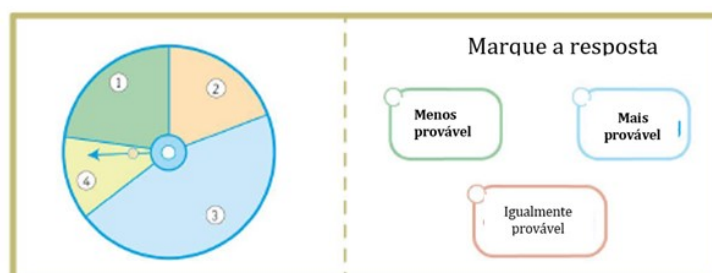 1
2
3
4
Marque a resposta
Menos
provável
Mais
provável
Igualmente
provável